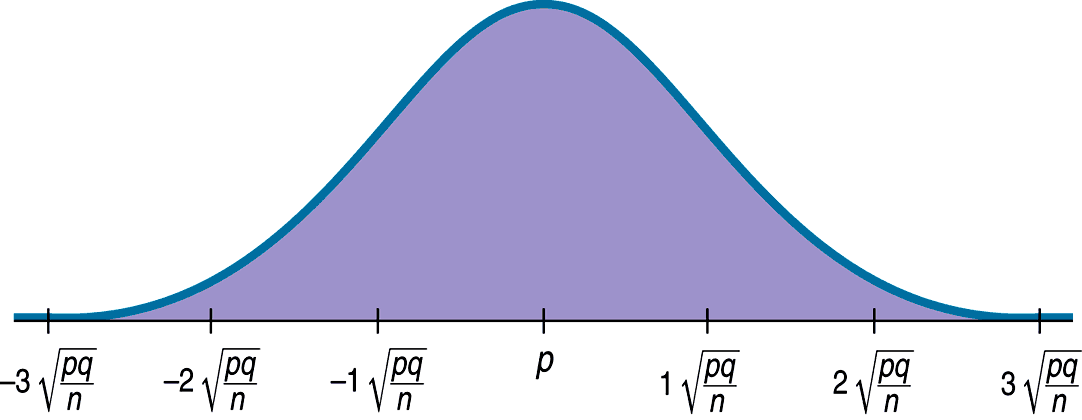 –3 √(pq/n) –2 √(pq/n) –1 √(pq/n) p 1 √(pq/n) 2 √(pq/n) 3 √(pq/n)